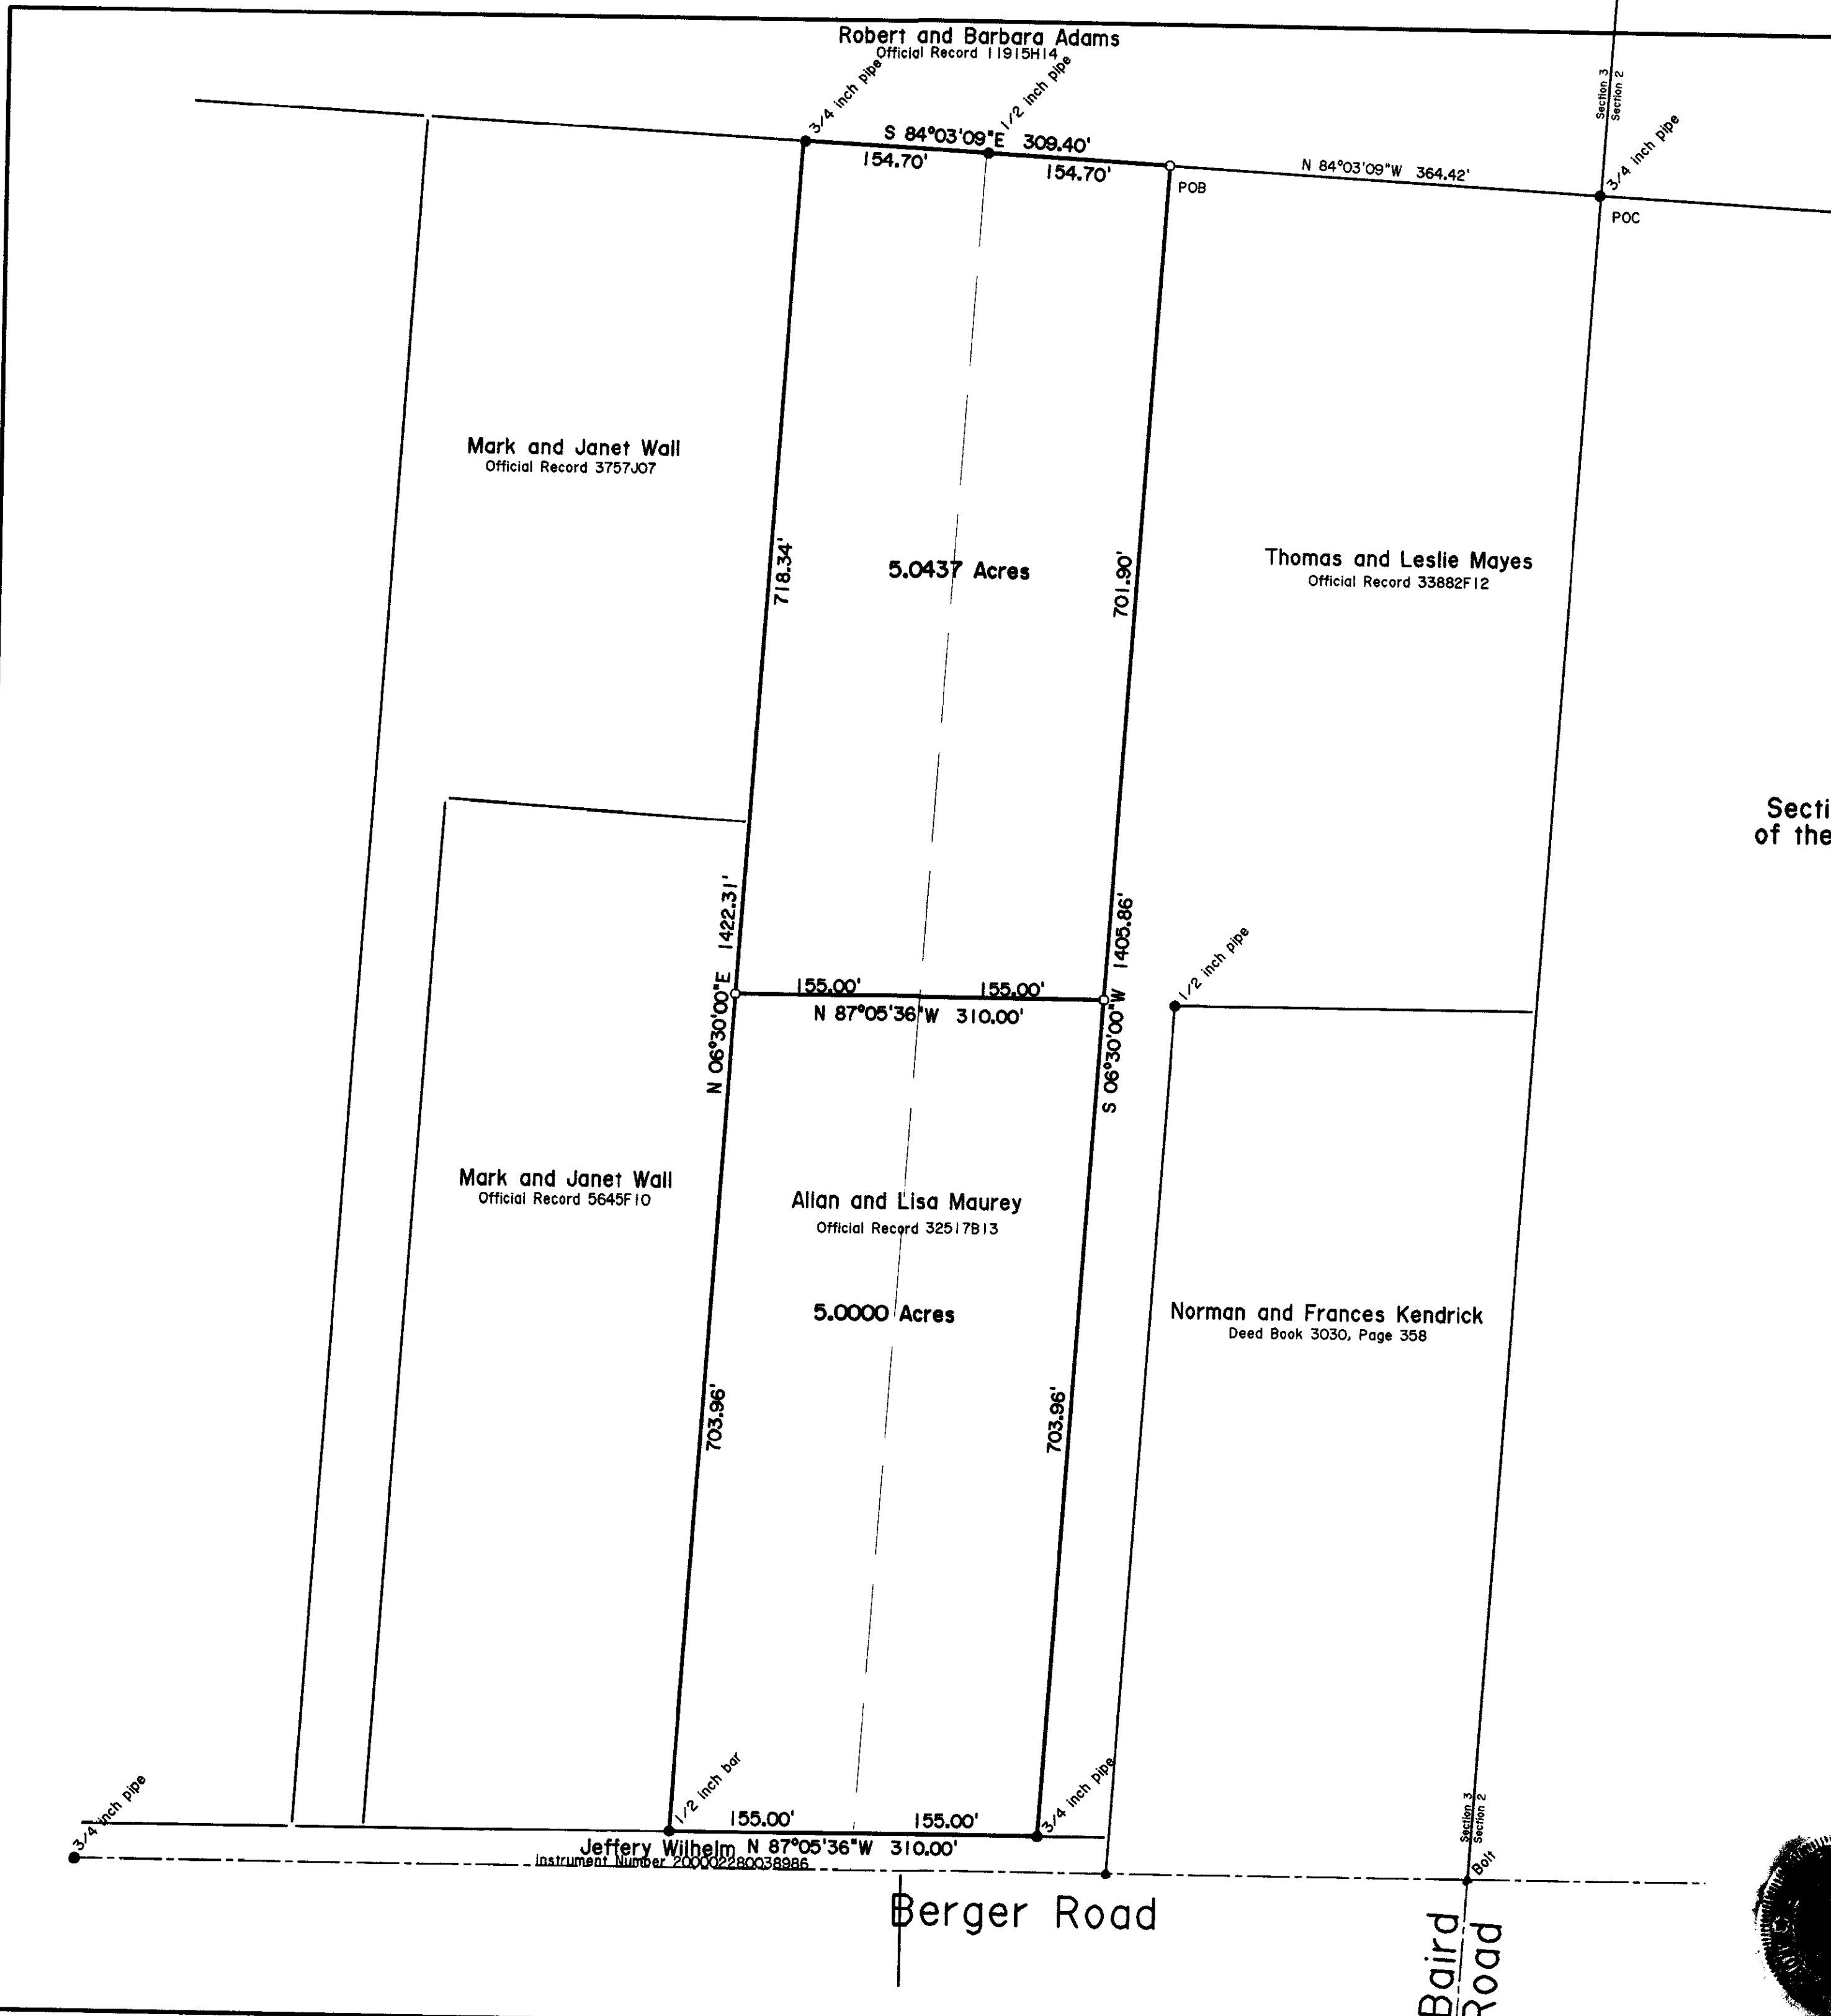 Robert and Barbara Adams
Official Record 11915H14
3/4 inch pipe
1/2 inch pipe
Section 3
Section 2
3/4 inch pipe
S 84°03'09"E 309.40'
154.70'
154.70'
N 84°03'09"W 364.42'
POB
POC
Mark and Janet Wall
Official Record 3757J07
718.34'
5.0437 Acres
701.90'
Thomas and Leslie Mayes
Official Record 33882F12
Secti
of the
N 06°30'00"E 1422.31'
S 06°30'00"W 1405.86'
1/2 inch pipe
155.00'
155.00'
N 87°05'36"W 310.00'
Mark and Janet Wall
Official Record 5645F10
Allan and Lisa Maurey
Official Record 32517B13
5.0000 Acres
Norman and Frances Kendrick
Deed Book 3030, Page 358
703.96'
703.96'
3/4 inch pipe
1/2 inch bar
155.00'
155.00'
3/4 inch pipe
Section 3
Section 2
Bolt
Jeffery Wilhelm N 87°05'36"W 310.00'
Instrument Number 200002280038986
Berger Road
Baird
Road